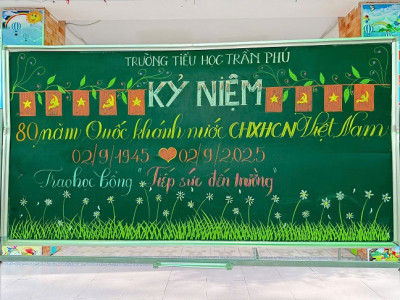 TRƯỜNG TIỂU HỌC TRẦN PHÚ
KỶ NIỆM
80 năm Quốc khánh nước CHXHCN Việt Nam
02/9/1945 02/9/2025
Trao học bổng "Tiếp sức đến trường"